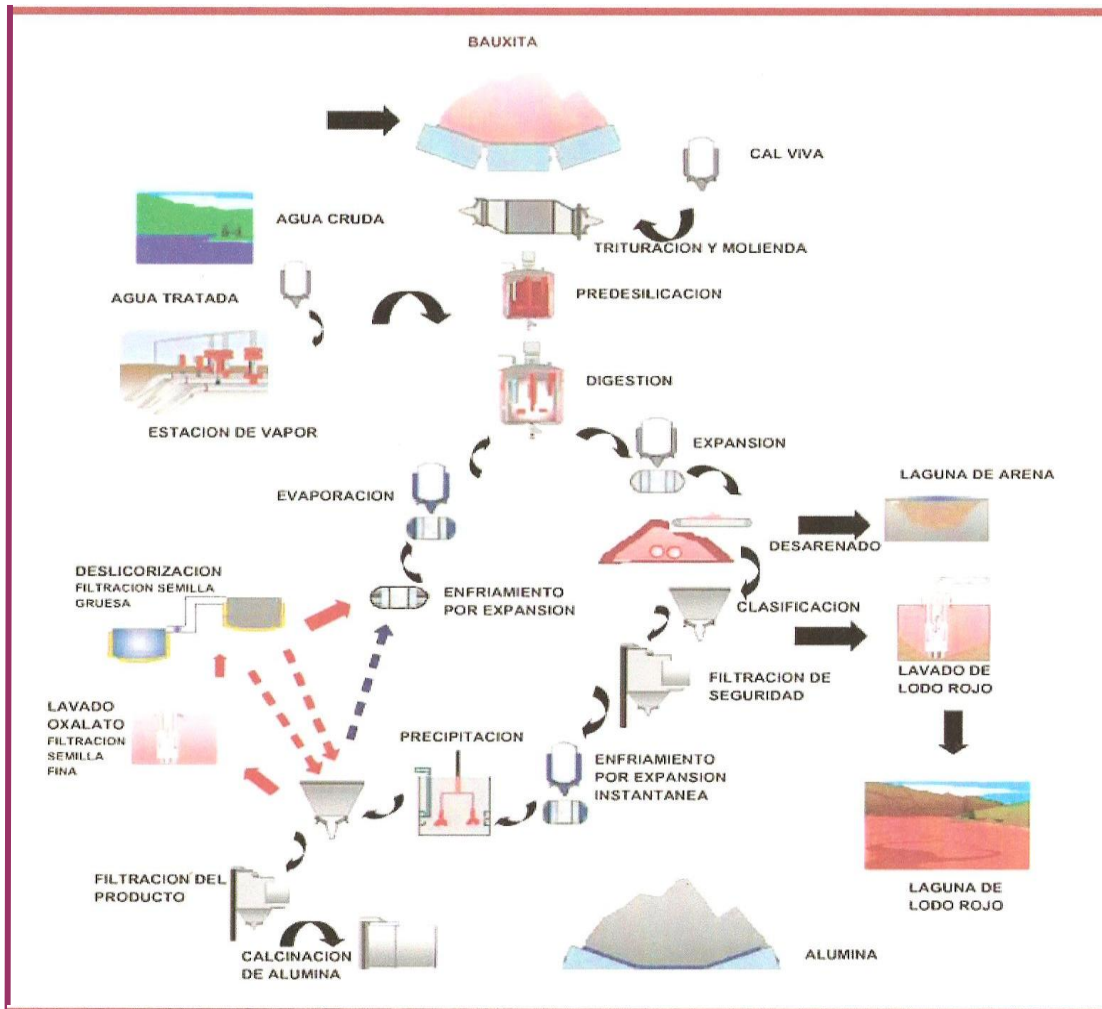 BAUXITA
CAL VIVA
AGUA CRUDA
TRITURACION Y MOLIENDA
AGUA TRATADA
PREDESILICACION
DIGESTION
ESTACION DE VAPOR
EXPANSION
EVAPORACION
LAGUNA DE ARENA
DESARENADO
DESLICORIZACION
FILTRACION SEMILLA
GRUESA
ENFRIAMIENTO
POR EXPANSION
CLASIFICACION
FILTRACION DE
SEGURIDAD
LAVADO DE
LODO ROJO
LAVADO
OXALATO
FILTRACION
SEMILLA
FINA
PRECIPITACION
ENFRIAMIENTO
POR EXPANSION
INSTANTANEA
FILTRACION DEL
PRODUCTO
LAGUNA DE
LODO ROJO
CALCINACION
DE ALUMINA
ALUMINA